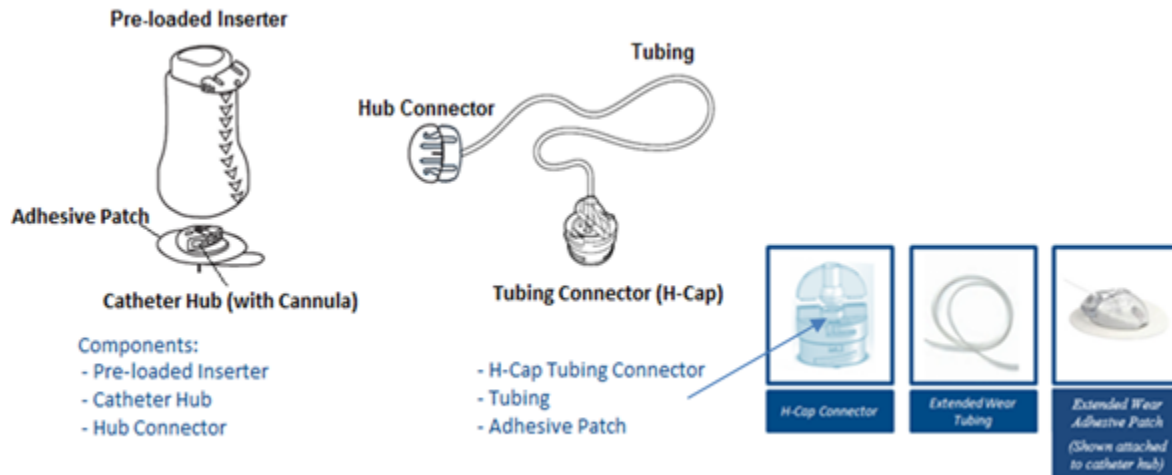 Pre-loaded Inserter
Tubing
Hub Connector
Adhesive Patch
Catheter Hub (with Cannula)
Tubing Connector (H-Cap)
Components:
- Pre-loaded Inserter
- Catheter Hub
- Hub Connector
- H-Cap Tubing Connector
- Tubing
- Adhesive Patch
H-Cap Connector
Extended Wear
Tubing
Extended Wear
Adhesive Patch
(Shown attached
to catheter hub)